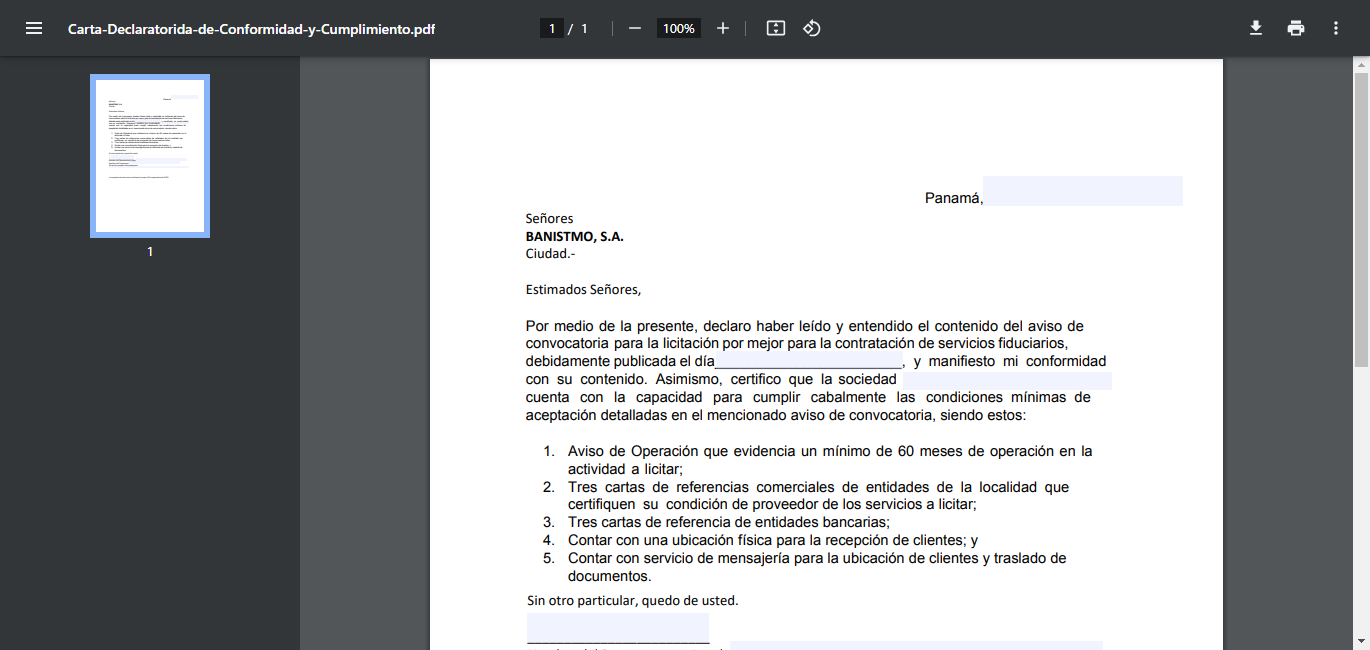 Carta-Declaratorida-de-Conformidad-y-Cumplimiento.pdf
1 / 1
100%
1
Panamá,
Señores
BANISTMO, S.A.
Ciudad.-
Estimados Señores,
Por medio de la presente, declaro haber leído y entendido el contenido del aviso de
convocatoria para la licitación por mejor para la contratación de servicios fiduciarios,
debidamente publicada el día_______________________, y manifiesto mi conformidad
con su contenido. Asimismo, certifico que la sociedad
cuenta con la capacidad para cumplir cabalmente las condiciones mínimas de
aceptación detalladas en el mencionado aviso de convocatoria, siendo estos:
1. Aviso de Operación que evidencia un mínimo de 60 meses de operación en la
actividad a licitar;
2. Tres cartas de referencias comerciales de entidades de la localidad que
certifiquen su condición de proveedor de los servicios a licitar;
3. Tres cartas de referencia de entidades bancarias;
4. Contar con una ubicación física para la recepción de clientes; y
5. Contar con servicio de mensajería para la ubicación de clientes y traslado de
documentos.
Sin otro particular, quedo de usted.